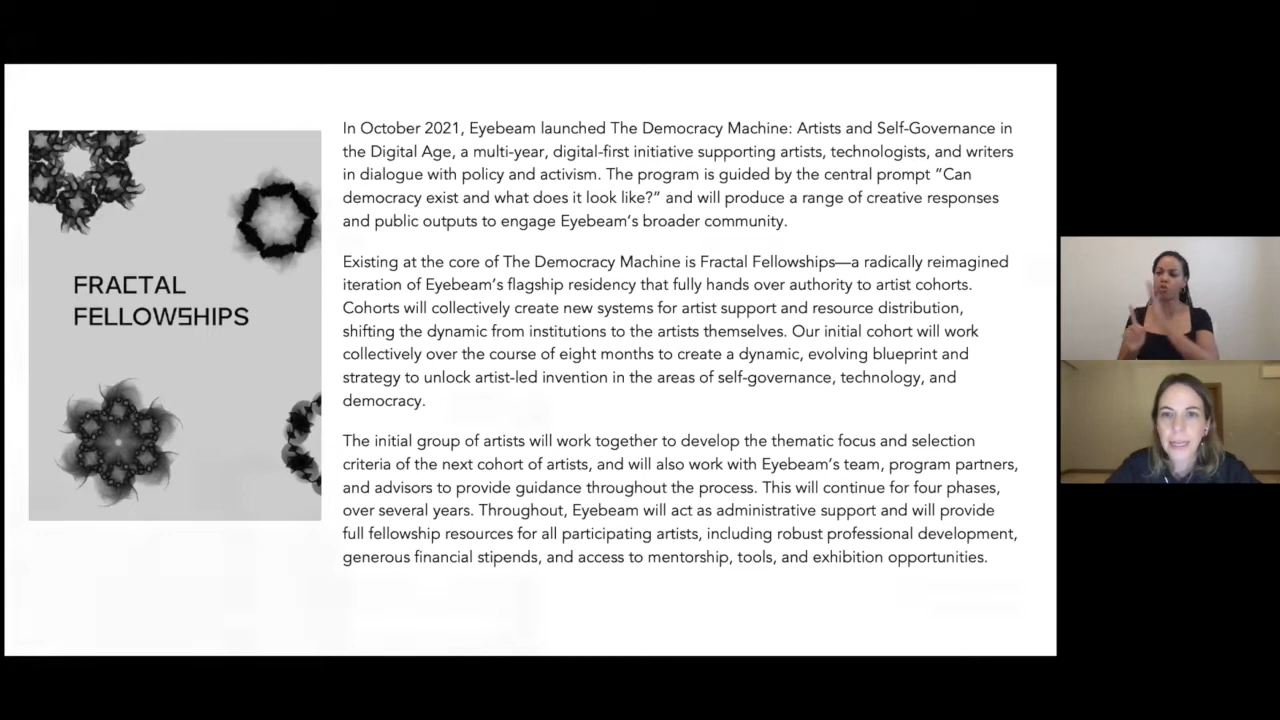 FRACTAL
FELLOWSHIPS
In October 2021, Eyebeam launched The Democracy Machine: Artists and Self-Governance in
the Digital Age, a multi-year, digital-first initiative supporting artists, technologists, and writers
in dialogue with policy and activism. The program is guided by the central prompt “Can
democracy exist and what does it look like?” and will produce a range of creative responses
and public outputs to engage Eyebeam’s broader community.
Existing at the core of The Democracy Machine is Fractal Fellowships—a radically reimagined
iteration of Eyebeam’s flagship residency that fully hands over authority to artist cohorts.
Cohorts will collectively create new systems for artist support and resource distribution,
shifting the dynamic from institutions to the artists themselves. Our initial cohort will work
collectively over the course of eight months to create a dynamic, evolving blueprint and
strategy to unlock artist-led invention in the areas of self-governance, technology, and
democracy.
The initial group of artists will work together to develop the thematic focus and selection
criteria of the next cohort of artists, and will also work with Eyebeam’s team, program partners,
and advisors to provide guidance throughout the process. This will continue for four phases,
over several years. Throughout, Eyebeam will act as administrative support and will provide
full fellowship resources for all participating artists, including robust professional development,
generous financial stipends, and access to mentorship, tools, and exhibition opportunities.